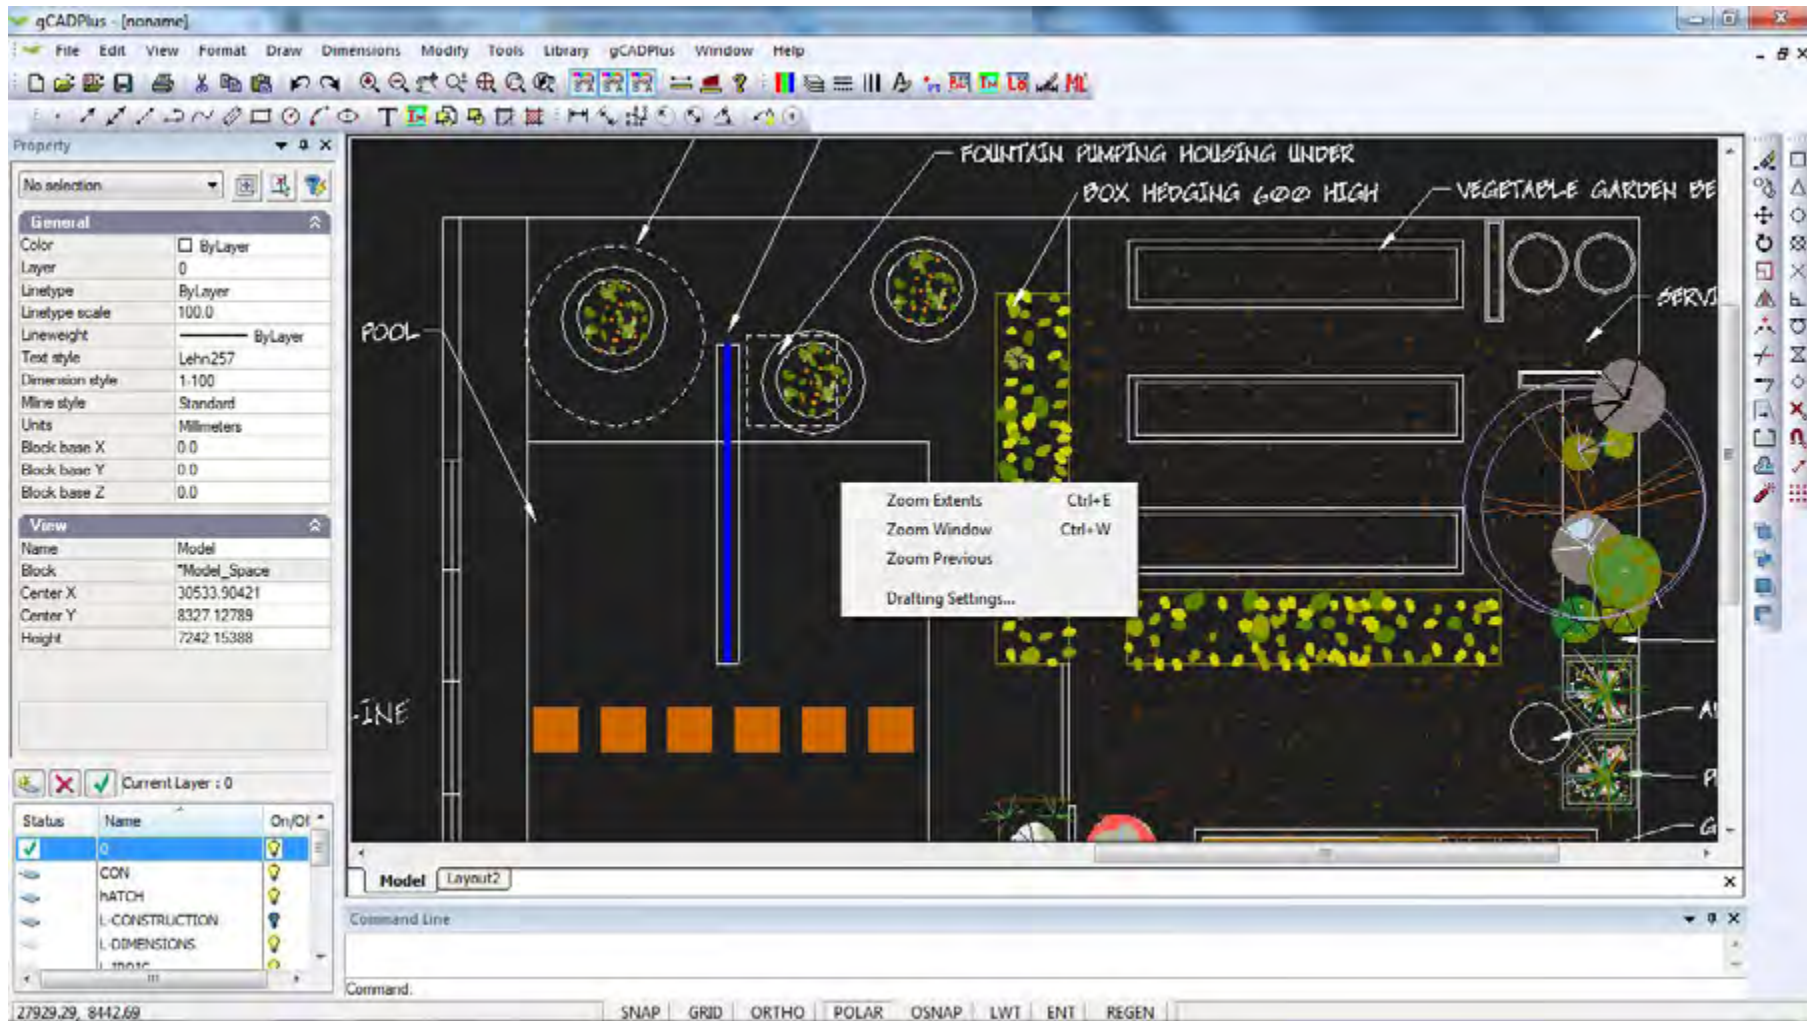 gCADPlus - [noname]
File Edit View Format Draw Dimensions Modify Tools Library gCADPlus Window Help
Property
No selection
General
Color ByLayer
Layer 0
Linetype ByLayer
Linetype scale 100.0
Lineweight ByLayer
Text style Lehn257
Dimension style 1-100
Mline style Standard
Units Millimeters
Block base X 0.0
Block base Y 0.0
Block base Z 0.0
View
Name Model
Block *Model_Space
Center X 30533.90421
Center Y 8327.12789
Height 7242.15388
Current Layer : 0
Status Name On/Of
0
CON
hATCH
L-CONSTRUCTION
L-DIMENSIONS
FOUNTAIN PUMPING HOUSING UNDER
BOX HEDGING 600 HIGH
VEGETABLE GARDEN BE
SERVI
POOL
Zoom Extents Ctrl+E
Zoom Window Ctrl+W
Zoom Previous
Drafting Settings...
INE
Model Layout2
Command Line
Command:
27929.29, 8442.69
SNAP GRID ORTHO POLAR OSNAP LWT ENT REGEN